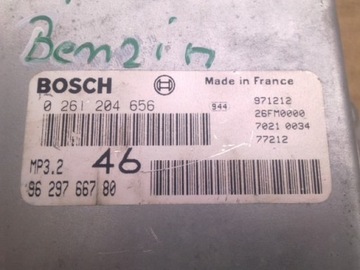 Benzin
BOSCH
Made in France
0 261 204 656
944
971212
26FM0000
7021 0034
77212
MP3.2
46
96 297 667 80